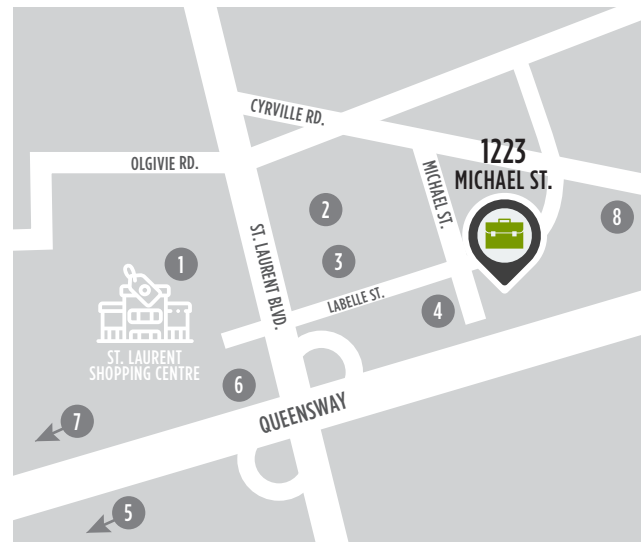 CYRVILLE RD.
OLGIVIE RD.
1223
MICHAEL ST.
MICHAEL ST.
2
8
ST. LAURENT BLVD.
1
3
LABELLE ST.
4
ST. LAURENT
SHOPPING CENTRE
6
QUEENSWAY
7
5